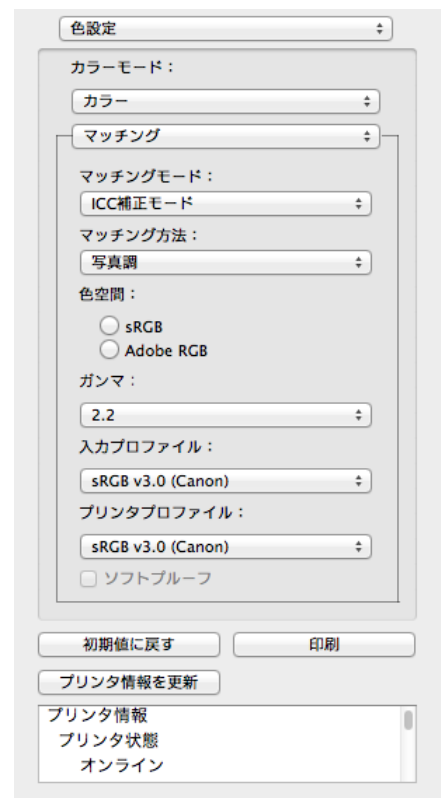 色設定
カラーモード：
カラー
マッチング
マッチングモード：
ICC補正モード
マッチング方法：
写真調
色空間：
sRGB
Adobe RGB
ガンマ：
2.2
入力プロファイル：
sRGB v3.0 (Canon)
プリンタプロファイル：
sRGB v3.0 (Canon)
ソフトプルーフ
初期値に戻す 印刷
プリンタ情報を更新
プリンタ情報
プリンタ状態
オンライン